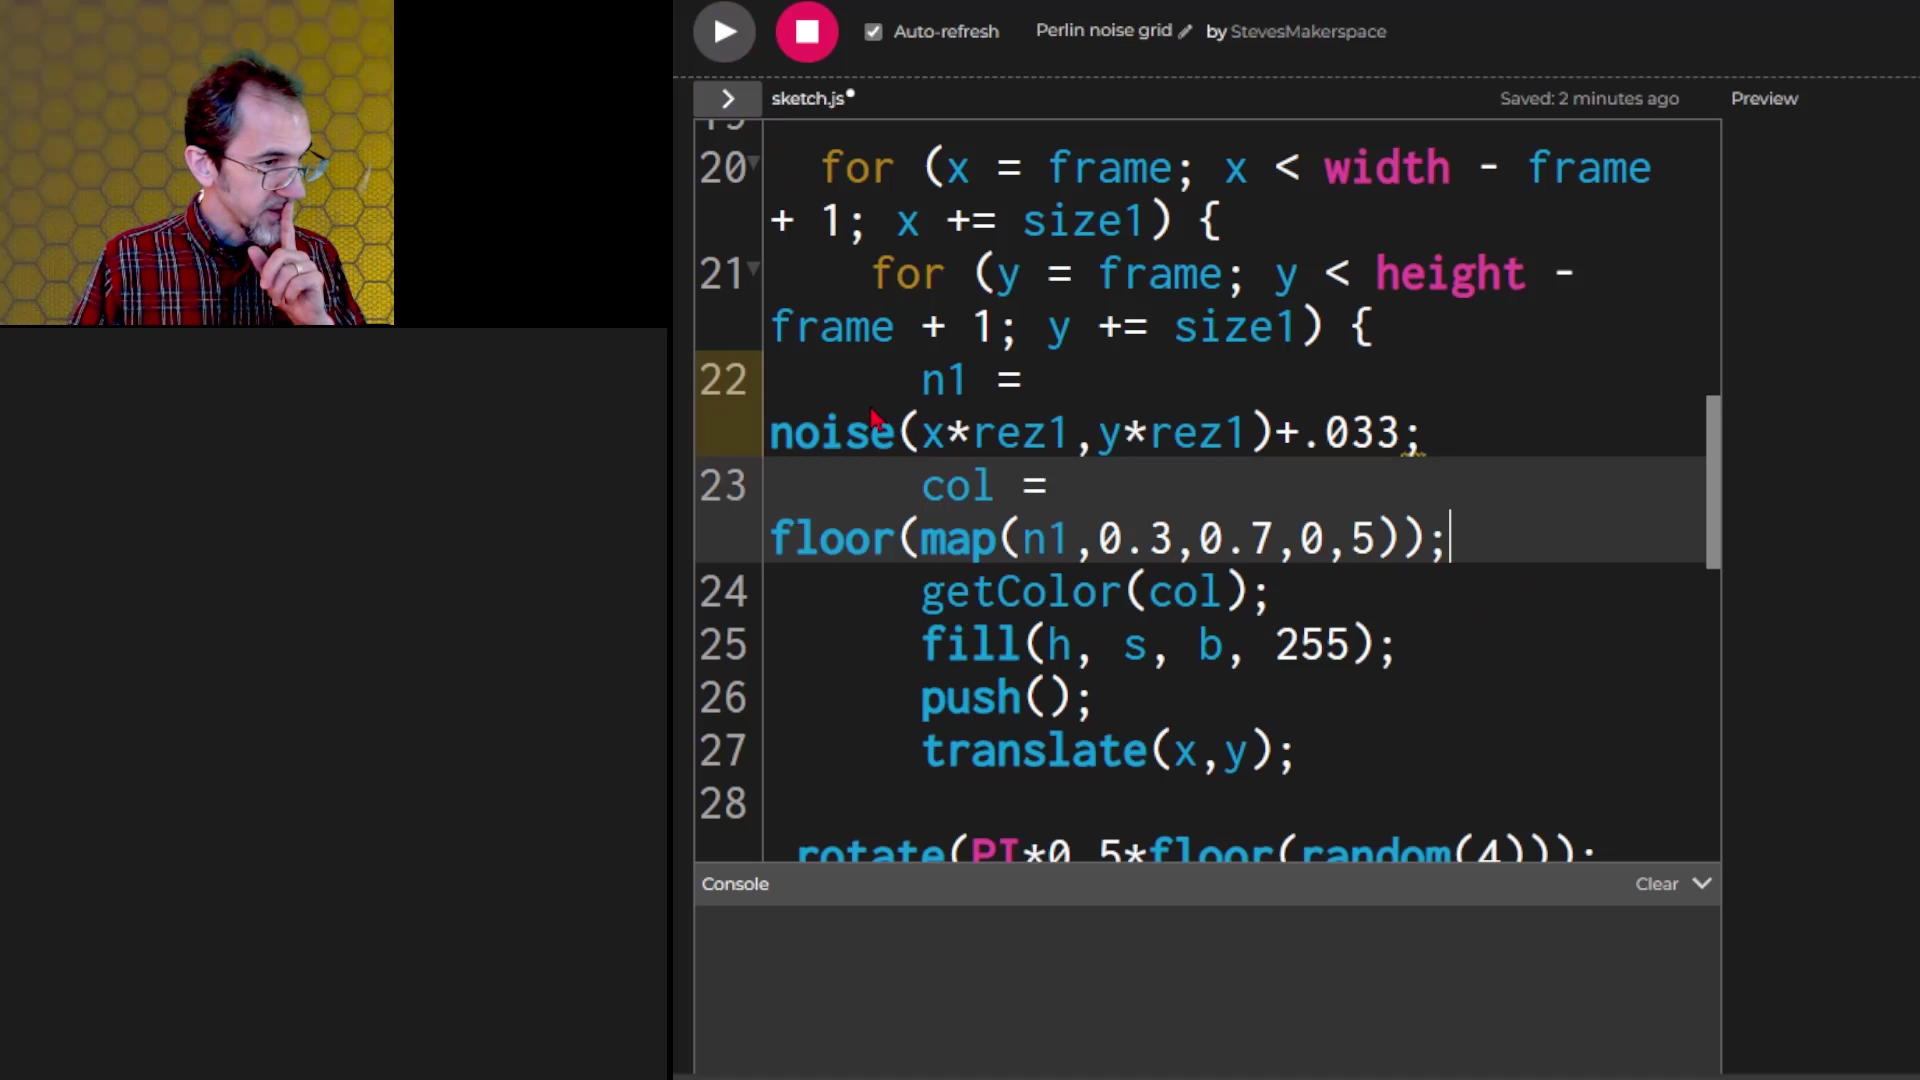 Auto-refresh Perlin noise grid by StevesMakerspace
sketch.js Saved: 2 minutes ago Preview
19
20 for (x = frame; x < width - frame
+ 1; x += size1) {
21 for (y = frame; y < height -
frame + 1; y += size1) {
22 n1 =
noise(x*rez1,y*rez1)+.033;
23 col =
floor(map(n1,0.3,0.7,0,5));
24 getColor(col);
25 fill(h, s, b, 255);
26 push();
27 translate(x,y);
28
rotate(PI*0.5*floor(random(4)));
Console Clear